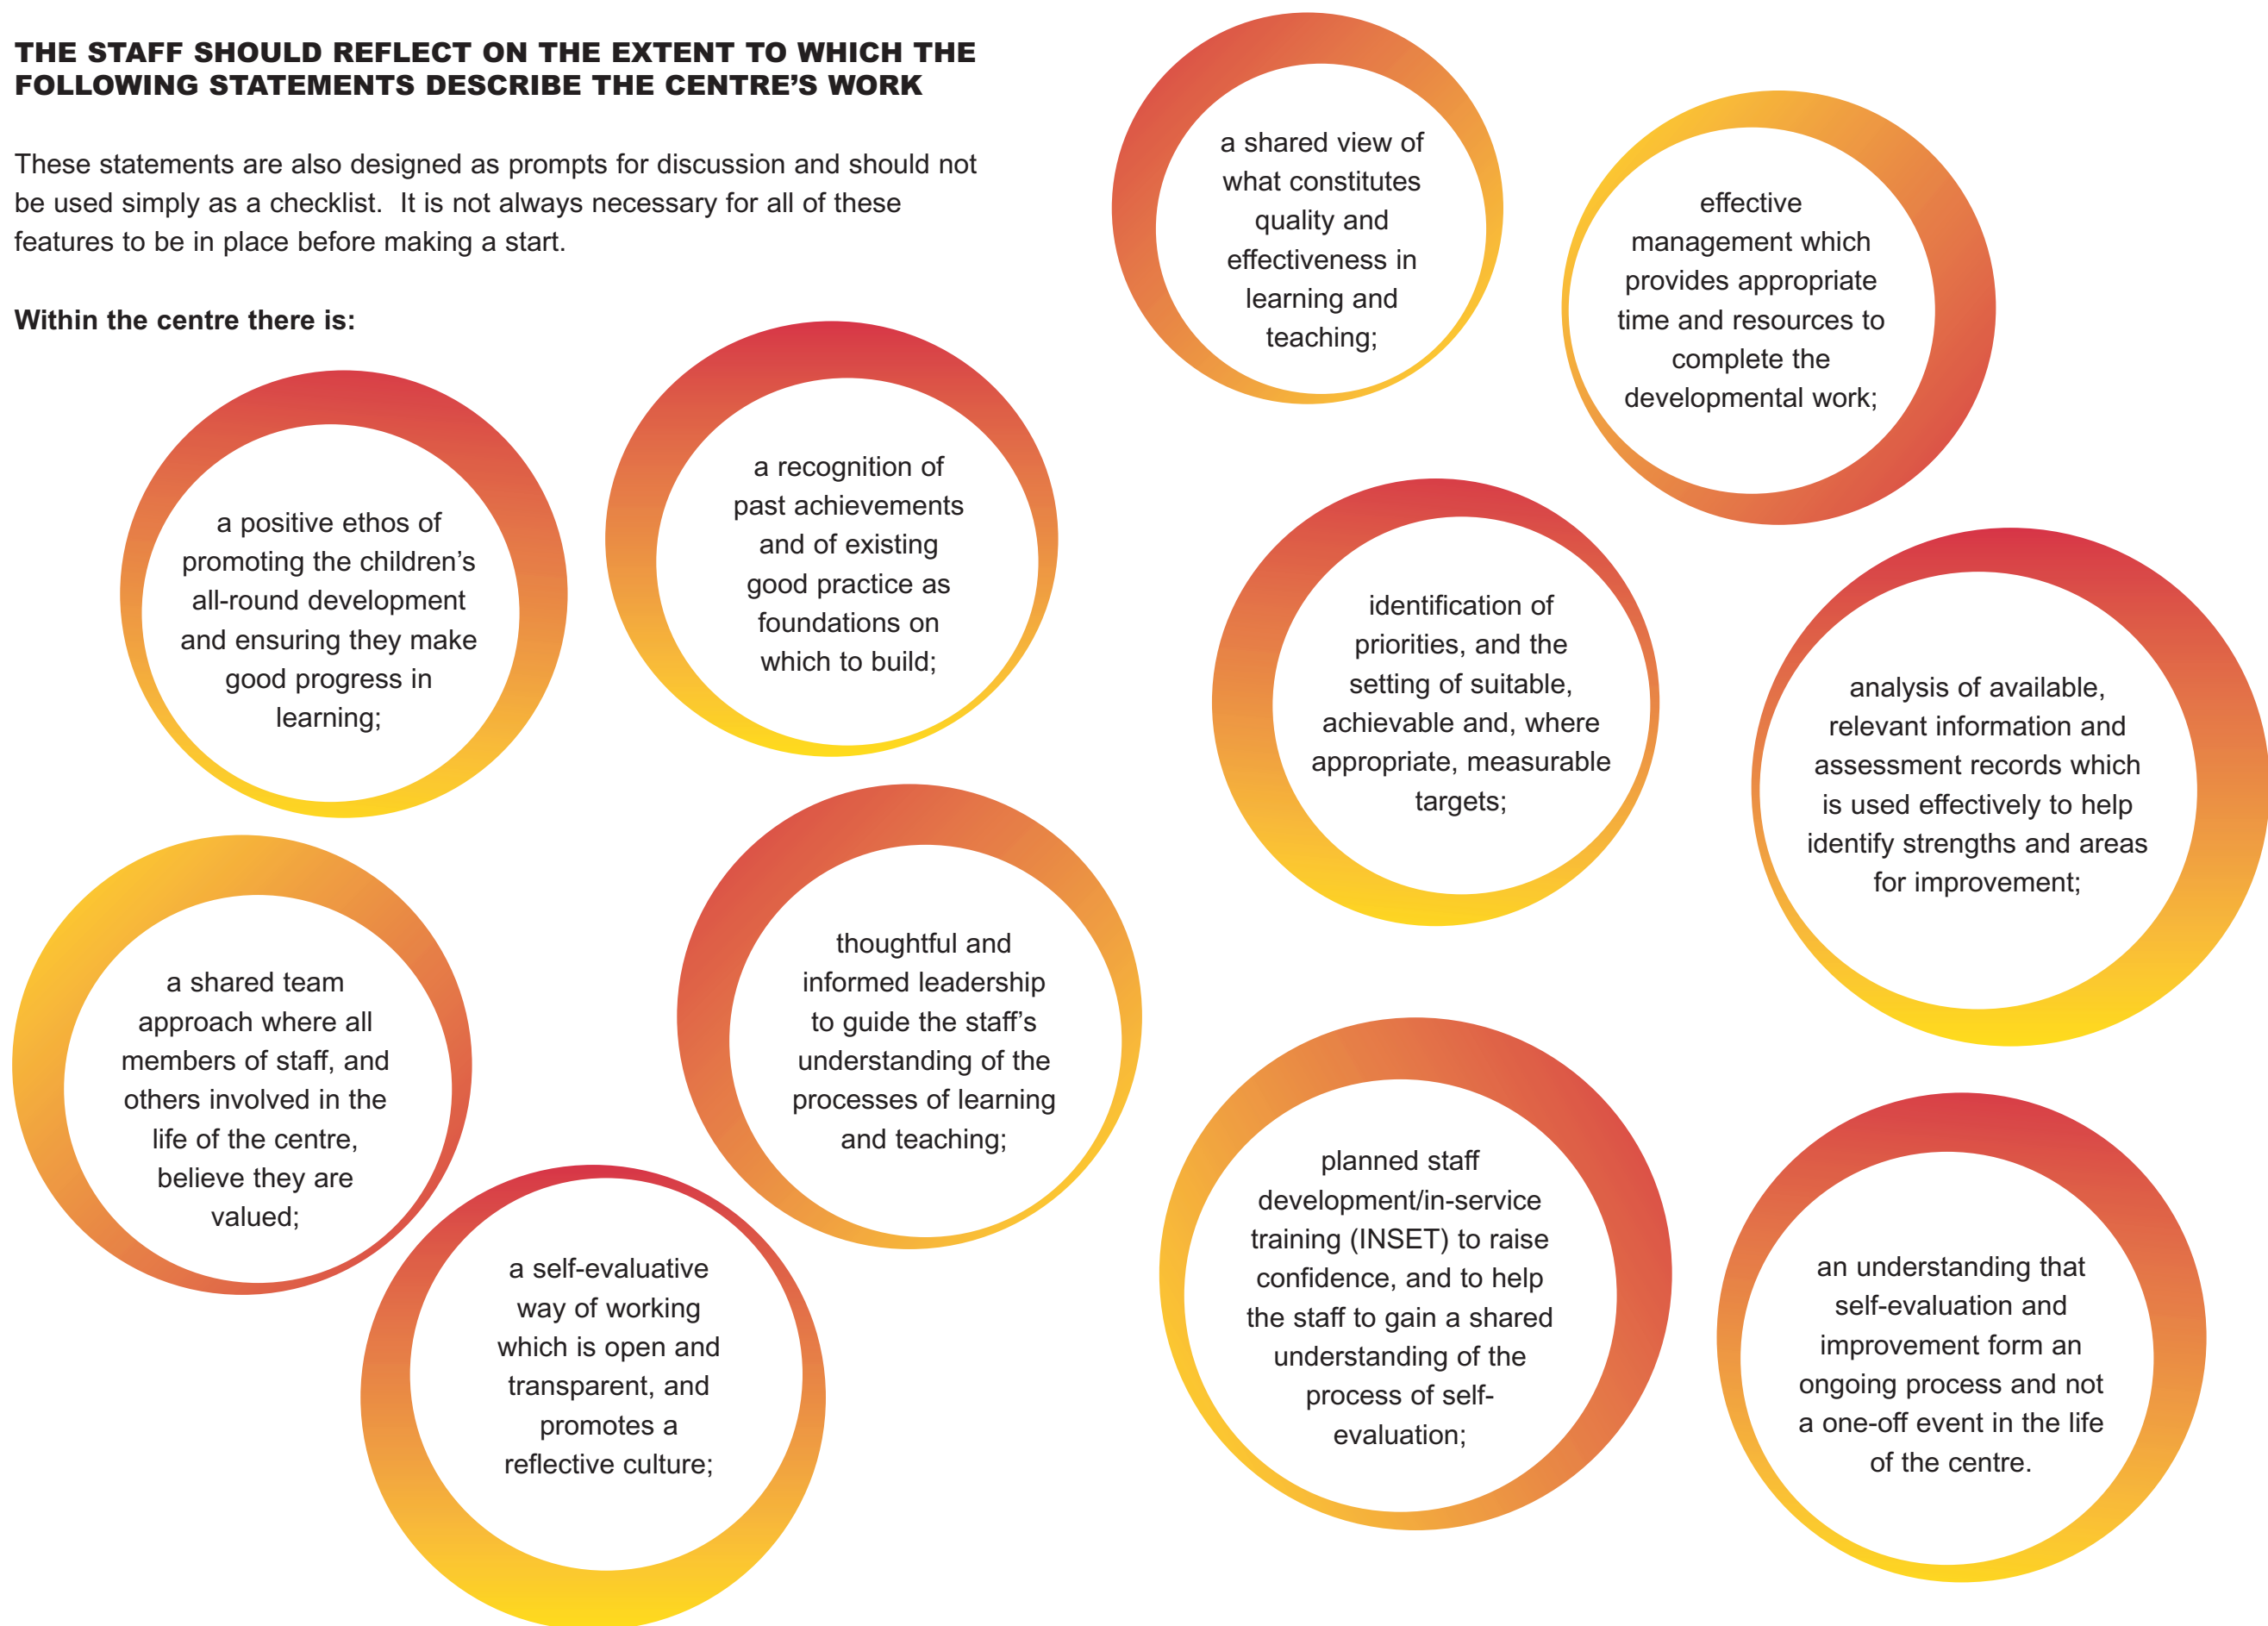 THE STAFF SHOULD REFLECT ON THE EXTENT TO WHICH THE
FOLLOWING STATEMENTS DESCRIBE THE CENTRE’S WORK
These statements are also designed as prompts for discussion and should not
be used simply as a checklist.  It is not always necessary for all of these
features to be in place before making a start.
Within the centre there is:
a positive ethos of
promoting the children’s
all-round development
and ensuring they make
good progress in
learning;
a recognition of
past achievements
and of existing
good practice as
foundations on
which to build;
a shared team
approach where all
members of staff, and
others involved in the
life of the centre,
believe they are
valued;
thoughtful and
informed leadership
to guide the staff’s
understanding of the
processes of learning
and teaching;
a self-evaluative
way of working
which is open and
transparent, and
promotes a
reflective culture;
a shared view of
what constitutes
quality and
effectiveness in
learning and
teaching;
effective
management which
provides appropriate
time and resources to
complete the
developmental work;
identification of
priorities, and the
setting of suitable,
achievable and, where
appropriate, measurable
targets;
analysis of available,
relevant information and
assessment records which
is used effectively to help
identify strengths and areas
for improvement;
planned staff
development/in-service
training (INSET) to raise
confidence, and to help
the staff to gain a shared
understanding of the
process of self-
evaluation;
an understanding that
self-evaluation and
improvement form an
ongoing process and not
a one-off event in the life
of the centre.